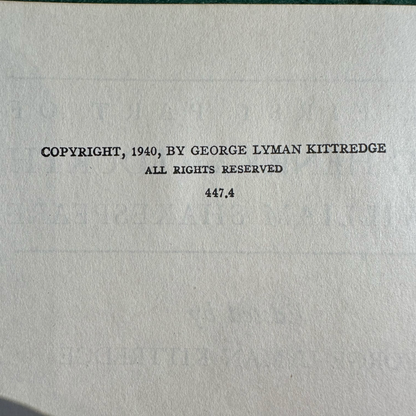 COPYRIGHT, 1940, BY GEORGE LYMAN KITTREDGE
ALL RIGHTS RESERVED
447.4